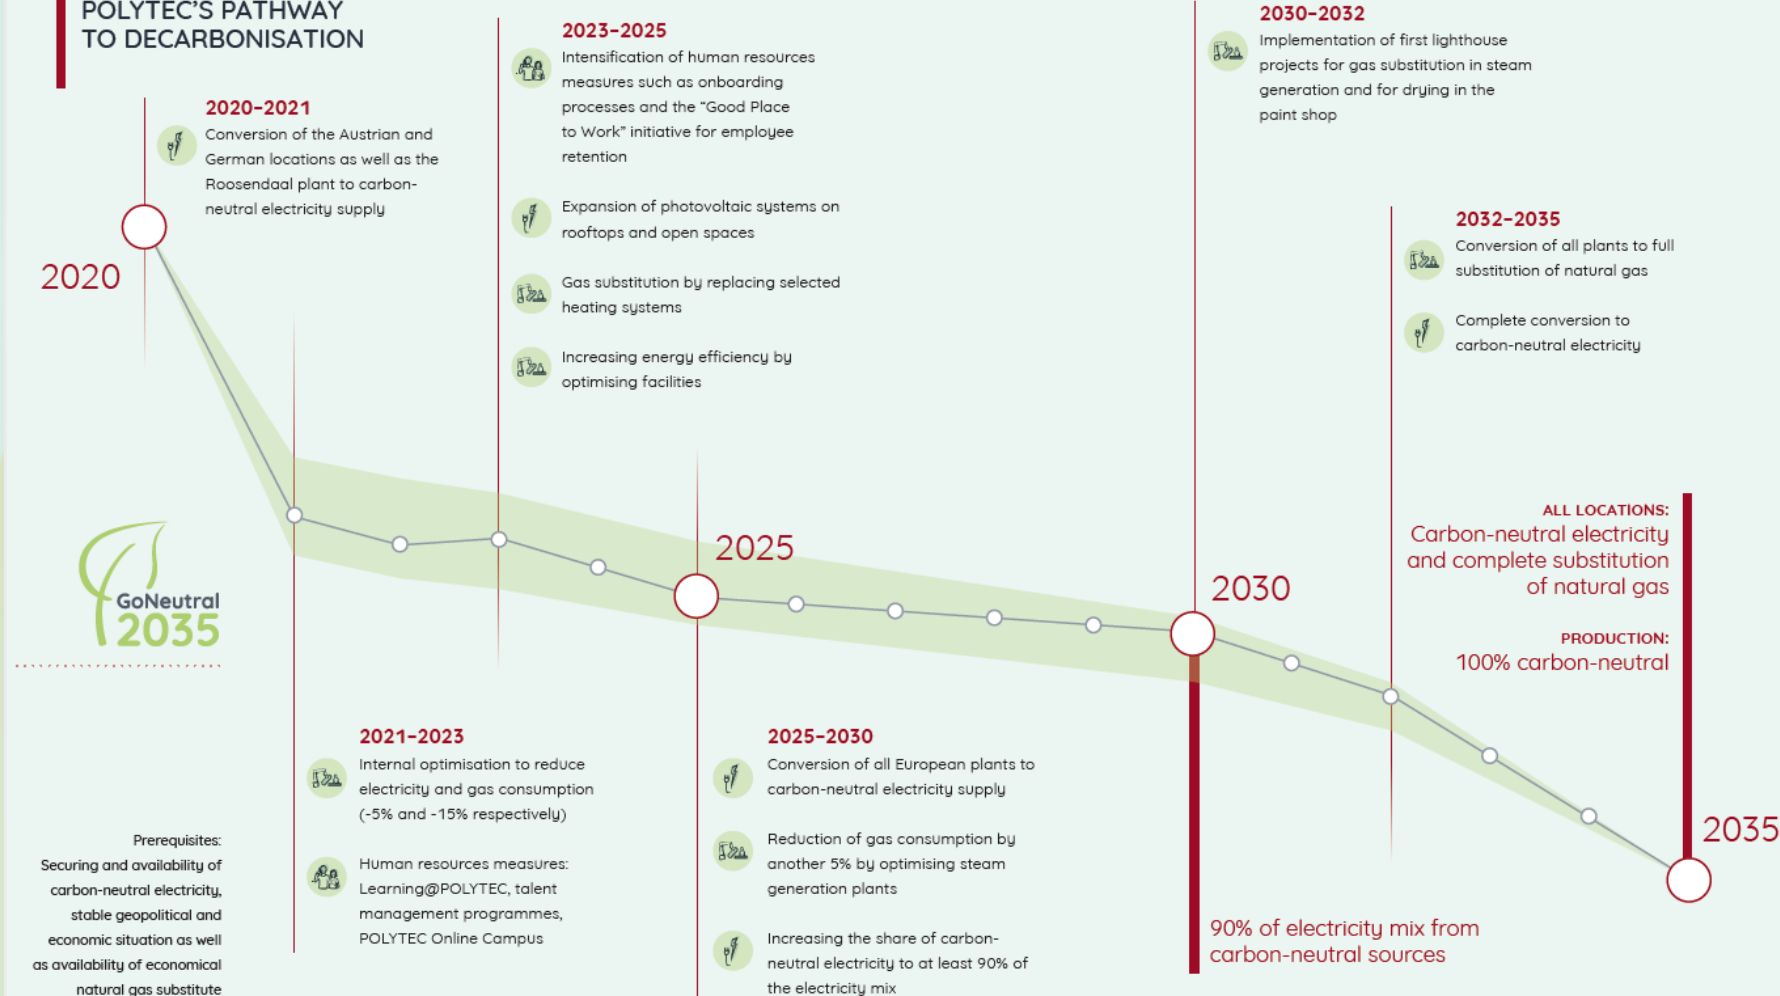 POLYTEC'S PATHWAY
TO DECARBONISATION
2020–2021
Conversion of the Austrian and
German locations as well as the
Roosendaal plant to carbon-
neutral electricity supply
2020
2023–2025
Intensification of human resources
measures such as onboarding
processes and the “Good Place
to Work” initiative for employee
retention
Expansion of photovoltaic systems on
rooftops and open spaces
Gas substitution by replacing selected
heating systems
Increasing energy efficiency by
optimising facilities
2030–2032
Implementation of first lighthouse
projects for gas substitution in steam
generation and for drying in the
paint shop
2032–2035
Conversion of all plants to full
substitution of natural gas
Complete conversion to
carbon-neutral electricity
2025
2030
ALL LOCATIONS:
Carbon-neutral electricity
and complete substitution
of natural gas
PRODUCTION:
100% carbon-neutral
GoNeutral
2035
2021–2023
Internal optimisation to reduce
electricity and gas consumption
(-5% and -15% respectively)
Human resources measures:
Learning@POLYTEC, talent
management programmes,
POLYTEC Online Campus
2025–2030
Conversion of all European plants to
carbon-neutral electricity supply
Reduction of gas consumption by
another 5% by optimising steam
generation plants
Increasing the share of carbon-
neutral electricity to at least 90% of
the electricity mix
90% of electricity mix from
carbon-neutral sources
2035
Prerequisites:
Securing and availability of
carbon-neutral electricity,
stable geopolitical and
economic situation as well
as availability of economical
natural gas substitute